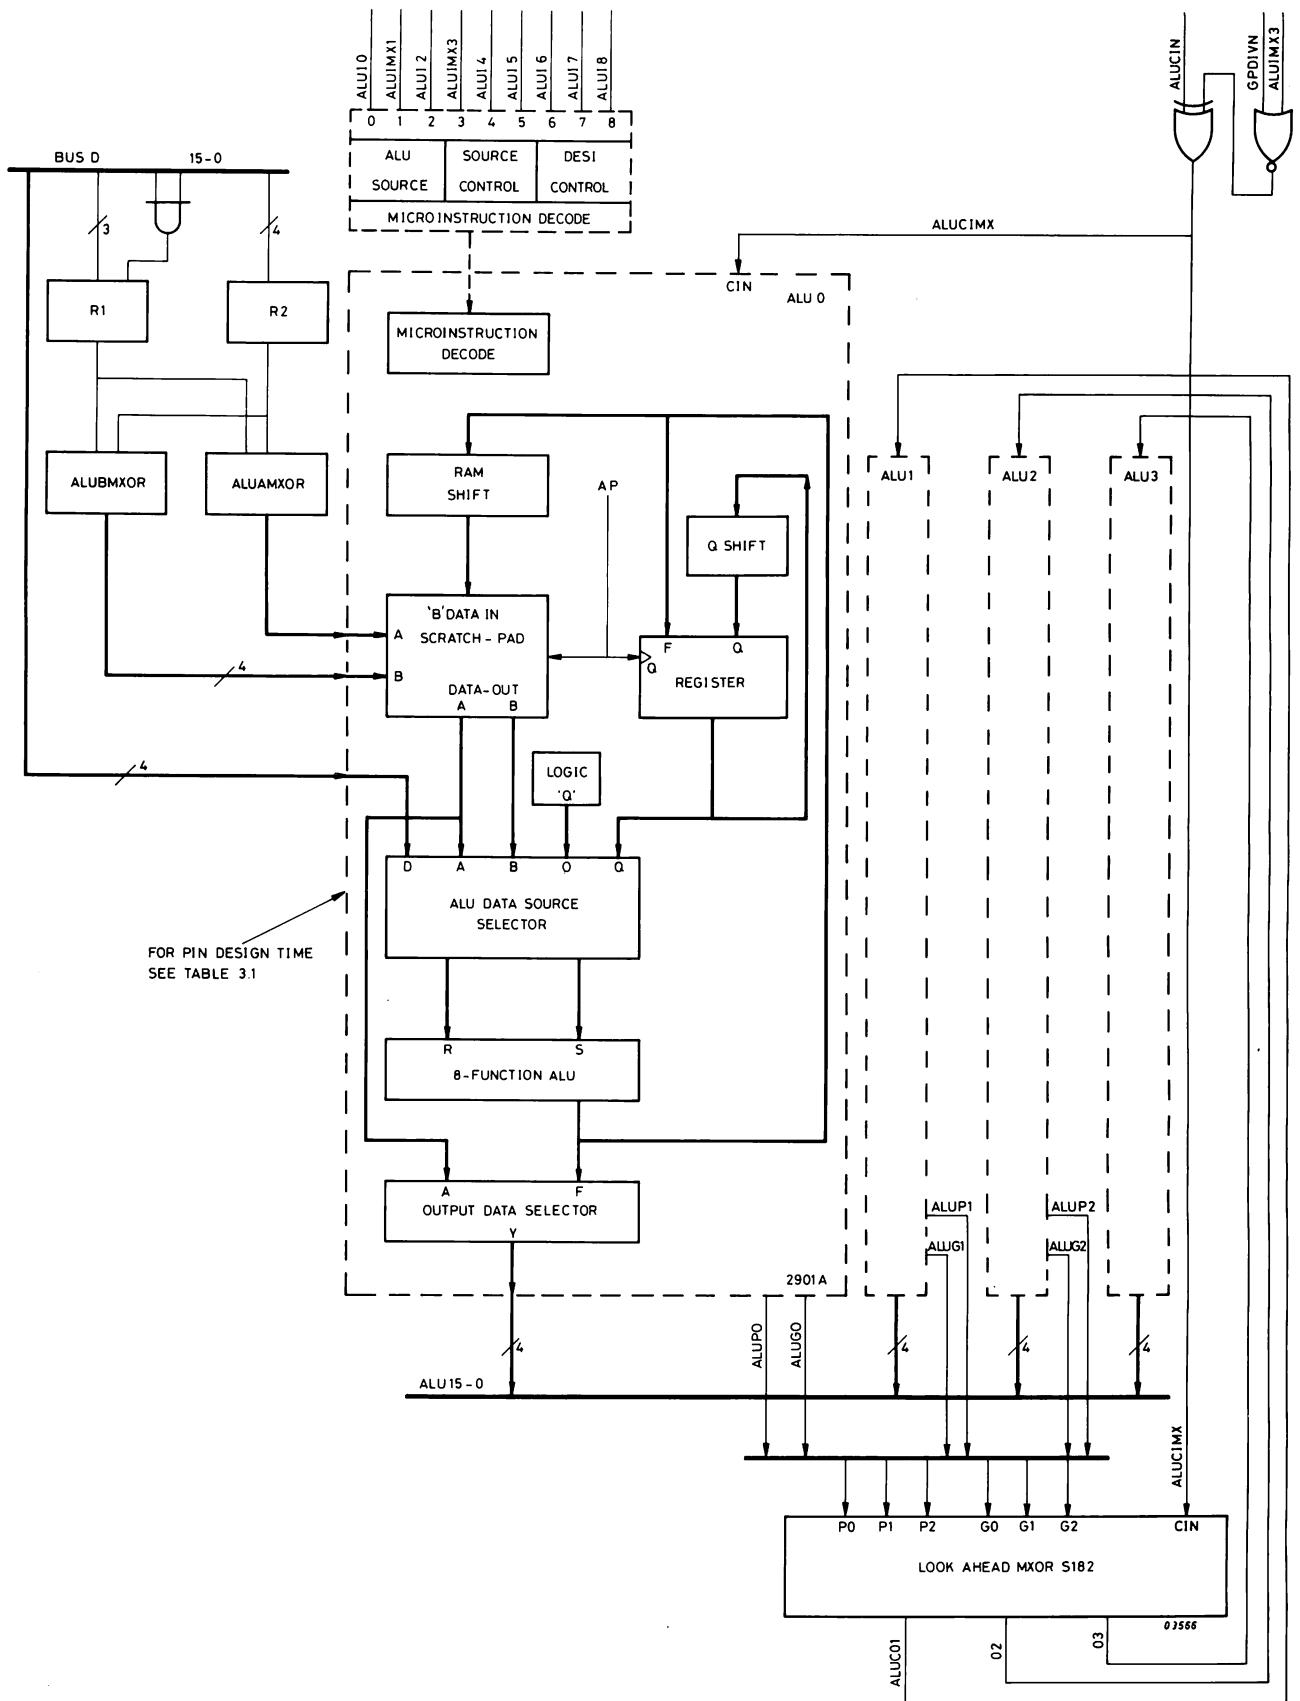 ALUI0
ALUIMX1
ALUI2
ALUIMX3
ALUI4
ALUI5
ALUI6
ALUI7
ALUI8
ALUCIN
GPDIVN
ALUIMX3
0 1 2 3 4 5 6 7 8
BUS D 15-0
ALU SOURCE
SOURCE CONTROL
DESI CONTROL
MICROINSTRUCTION DECODE
3
4
ALUCIMX
R1
R2
CIN
ALU 0
MICROINSTRUCTION
DECODE
ALUBMXOR
ALUAMXOR
RAM
SHIFT
AP
Q SHIFT
ALU1
ALU2
ALU3
'B'DATA IN
A SCRATCH-PAD
B
DATA-OUT
A B
F Q
Q
REGISTER
4
4
LOGIC
'Q'
D A B O Q
ALU DATA SOURCE
SELECTOR
FOR PIN DESIGN TIME
SEE TABLE 3.1
R S
8-FUNCTION ALU
A F
OUTPUT DATA SELECTOR
Y
ALUP1
ALUG1
ALUP2
ALUG2
2901A
4
ALUP0
ALUG0
4
4
4
ALU15-0
ALUCIMX
P0 P1 P2 G0 G1 G2 CIN
LOOK AHEAD MXOR S182
03566
ALUC01
02
03